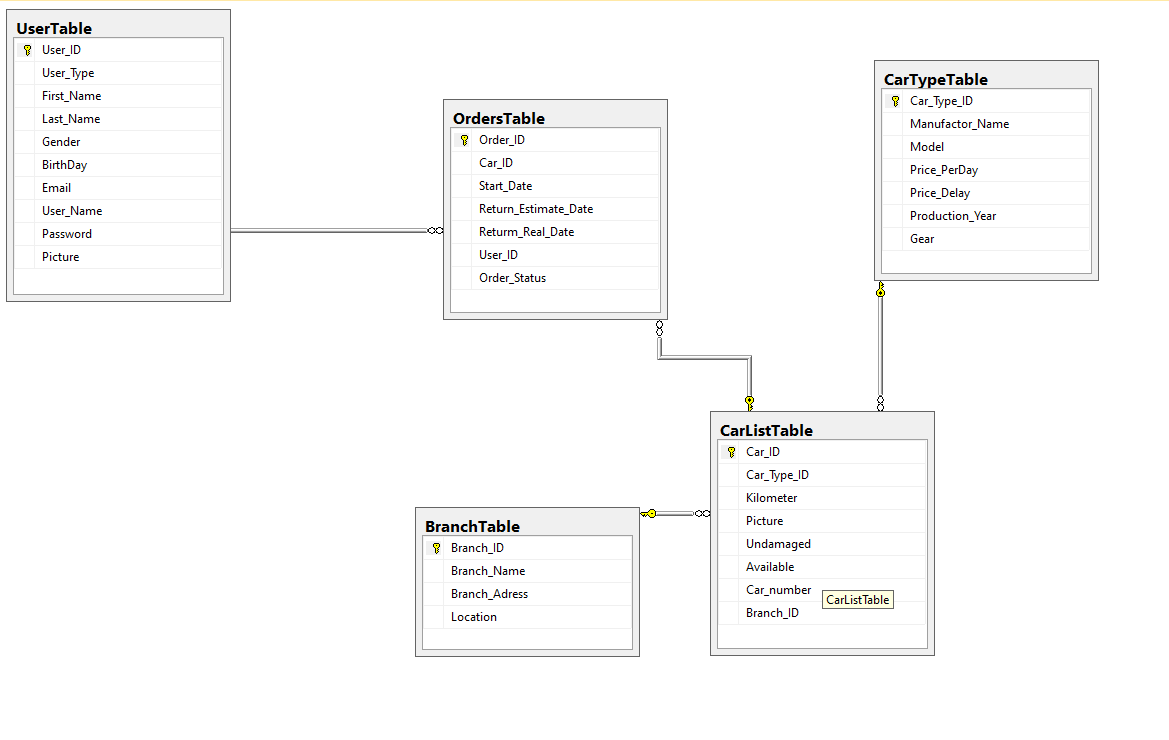 UserTable
User_ID
User_Type
First_Name
Last_Name
Gender
BirthDay
Email
User_Name
Password
Picture
OrdersTable
Order_ID
Car_ID
Start_Date
Return_Estimate_Date
Returm_Real_Date
User_ID
Order_Status
CarTypeTable
Car_Type_ID
Manufactor_Name
Model
Price_PerDay
Price_Delay
Production_Year
Gear
CarListTable
Car_ID
Car_Type_ID
Kilometer
Picture
Undamaged
Available
Car_number
Branch_ID
CarListTable
BranchTable
Branch_ID
Branch_Name
Branch_Adress
Location